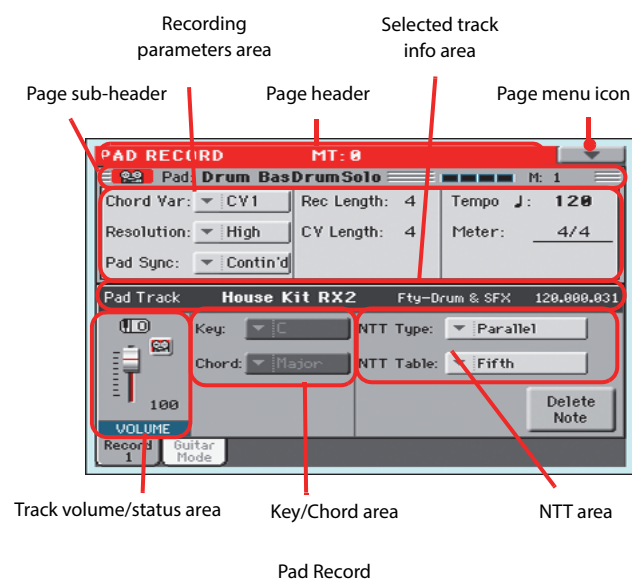 Recording
parameters area
Selected track
info area
Page sub-header
Page header
Page menu icon
PAD RECORD MT: 0
Pad: Drum BasDrumSolo M: 1
Chord Var: CV1 Rec Length: 4 Tempo ♩: 120
Resolution: High CV Length: 4 Meter: 4/4
Pad Sync: Contin'd
Pad Track House Kit RX2 Fty-Drum & SFX 120.000.031
Key: C NTT Type: Parallel
Chord: Major NTT Table: Fifth
100
VOLUME
Delete
Note
Record
1
Guitar
Mode
Track volume/status area
Key/Chord area
NTT area
Pad Record